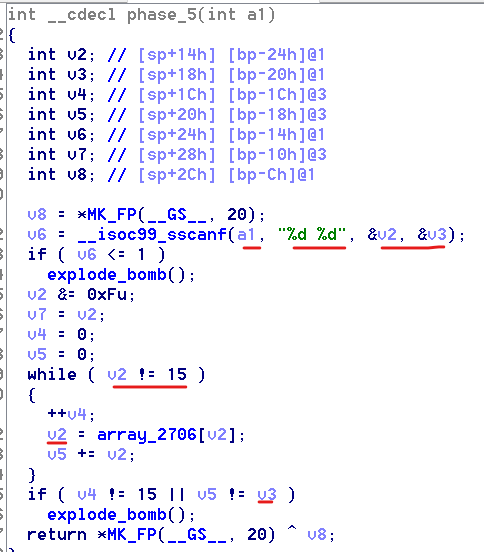 int __cdecl phase_5(int a1)
{
int v2; // [sp+14h] [bp-24h]@1
int v3; // [sp+18h] [bp-20h]@1
int v4; // [sp+1Ch] [bp-1Ch]@3
int v5; // [sp+20h] [bp-18h]@3
int v6; // [sp+24h] [bp-14h]@1
int v7; // [sp+28h] [bp-10h]@3
int v8; // [sp+2Ch] [bp-Ch]@1
v8 = *MK_FP(__GS__, 20);
v6 = __isoc99_sscanf(a1, "%d %d", &v2, &v3);
if ( v6 <= 1 )
explode_bomb();
v2 &= 0xFu;
v7 = v2;
v4 = 0;
v5 = 0;
while ( v2 != 15 )
{
++v4;
v2 = array_2706[v2];
v5 += v2;
}
if ( v4 != 15 || v5 != v3 )
explode_bomb();
return *MK_FP(__GS__, 20) ^ v8;